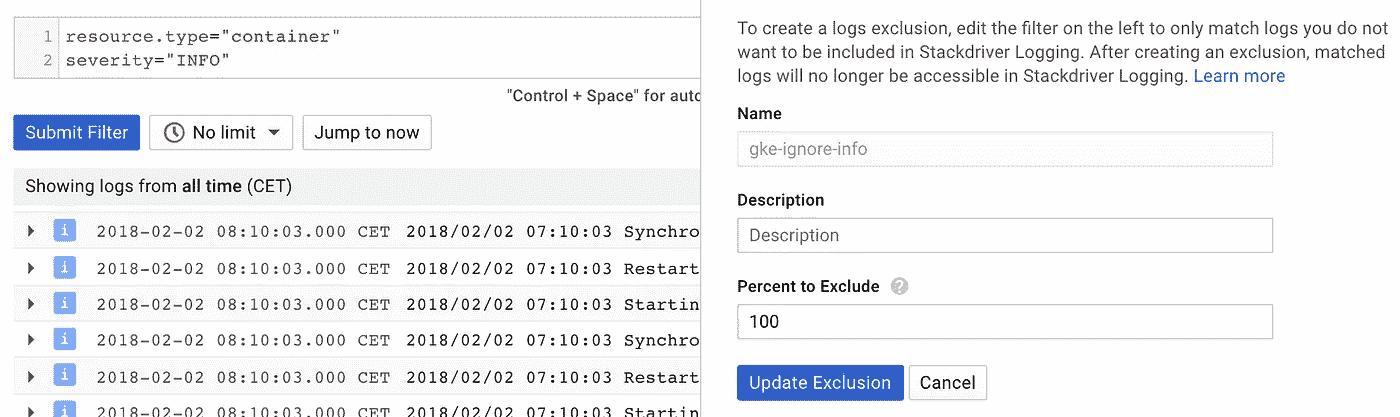 1 resource.type="container"
2 severity="INFO"
"Control + Space" for auto
Submit Filter
No limit
Jump to now
Showing logs from all time (CET)
i 2018-02-02 08:10:03.000 CET 2018/02/02 07:10:03 Synchro
i 2018-02-02 08:10:03.000 CET 2018/02/02 07:10:03 Restart
i 2018-02-02 08:10:03.000 CET 2018/02/02 07:10:03 Startin
i 2018-02-02 08:10:03.000 CET 2018/02/02 07:10:03 Synchro
i 2018-02-02 08:10:03.000 CET 2018/02/02 07:10:03 Restart
i 2018-02-02 08:10:03.000 CET 2018/02/02 07:10:03 Startin
To create a logs exclusion, edit the filter on the left to only match logs you do not
want to be included in Stackdriver Logging. After creating an exclusion, matched
logs will no longer be accessible in Stackdriver Logging. Learn more
Name
gke-ignore-info
Description
Description
Percent to Exclude ?
100
Update Exclusion
Cancel